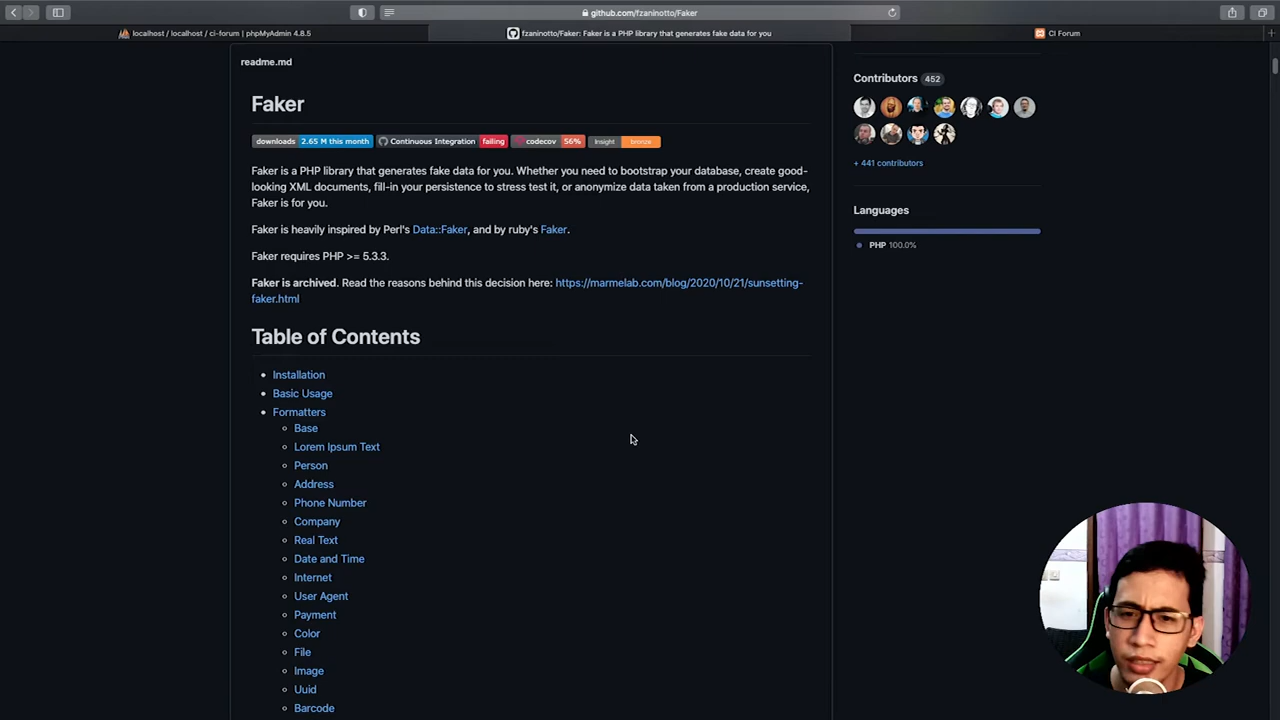 github.com/fzaninotto/Faker
localhost / localhost / ci-forum | phpMyAdmin 4.8.5
fzaninotto/Faker: Faker is a PHP library that generates fake data for you
CI Forum
readme.md
Faker
downloads 2.65 M this month Continuous Integration failing codecov 56% Insight bronze
Faker is a PHP library that generates fake data for you. Whether you need to bootstrap your database, create good-
looking XML documents, fill-in your persistence to stress test it, or anonymize data taken from a production service,
Faker is for you.
Faker is heavily inspired by Perl's Data::Faker, and by ruby's Faker.
Faker requires PHP >= 5.3.3.
Faker is archived. Read the reasons behind this decision here: https://marmelab.com/blog/2020/10/21/sunsetting-
faker.html
Table of Contents
Installation
Basic Usage
Formatters
Base
Lorem Ipsum Text
Person
Address
Phone Number
Company
Real Text
Date and Time
Internet
User Agent
Payment
Color
File
Image
Uuid
Barcode
Contributors 452
+ 441 contributors
Languages
PHP 100.0%